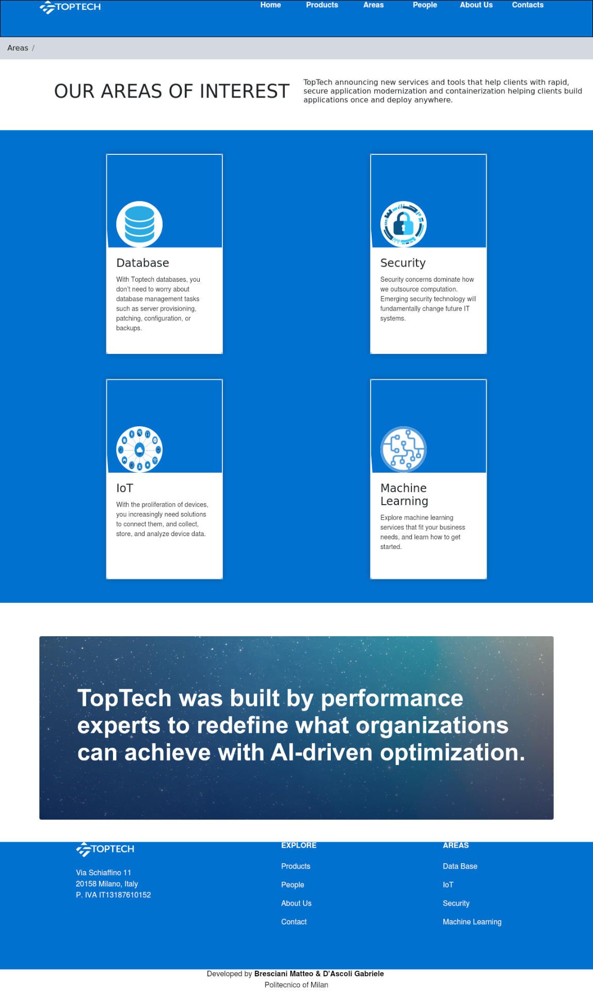 TOPTECH
Home Products Areas People About Us Contacts
Areas /
OUR AREAS OF INTEREST
TopTech announcing new services and tools that help clients with rapid,
secure application modernization and containerization helping clients build
applications once and deploy anywhere.
Database
With Toptech databases, you
don't need to worry about
database management tasks
such as server provisioning,
patching, configuration, or
backups.
Security
Security concerns dominate how
we outsource computation.
Emerging security technology will
fundamentally change future IT
systems.
IoT
With the proliferation of devices,
you increasingly need solutions
to connect them, and collect,
store, and analyze device data.
Machine
Learning
Explore machine learning
services that fit your business
needs, and learn how to get
started.
TopTech was built by performance
experts to redefine what organizations
can achieve with AI-driven optimization.
TOPTECH
Via Schiaffino 11
20158 Milano, Italy
P. IVA IT13187610152
EXPLORE
Products
People
About Us
Contact
AREAS
Data Base
IoT
Security
Machine Learning
Developed by Bresciani Matteo & D'Ascoli Gabriele
Politecnico of Milan